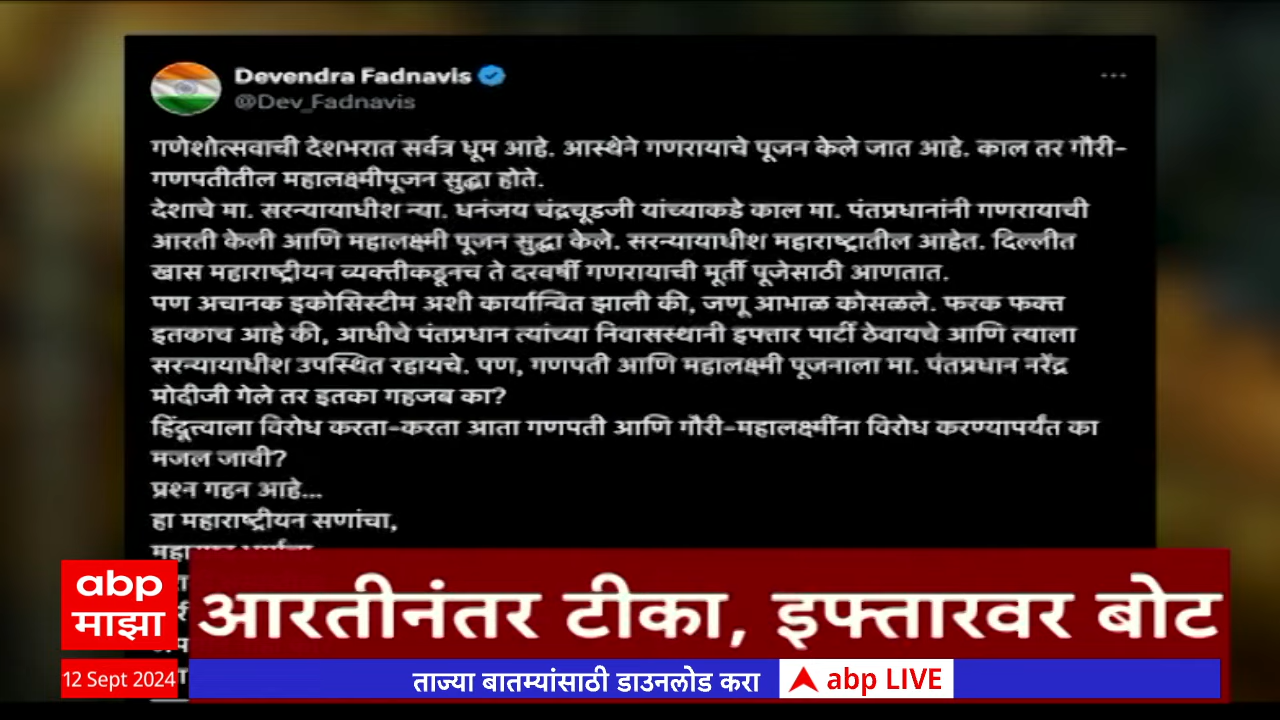 Devendra Fadnavis
@Dev_Fadnavis
गणेशोत्सवाची देशभरात सर्वत्र धूम आहे. आस्थेने गणरायाचे पूजन केले जात आहे. काल तर गौरी-
गणपतीतील महालक्ष्मीपूजन सुद्धा होते.
देशाचे मा. सरन्यायाधीश न्या. धनंजय चंद्रचूडजी यांच्याकडे काल मा. पंतप्रधानांनी गणरायाची
आरती केली आणि महालक्ष्मी पूजन सुद्धा केले. सरन्यायाधीश महाराष्ट्रातील आहेत. दिल्लीत
खास महाराष्ट्रीयन व्यक्तीकडूनच ते दरवर्षी गणरायाची मूर्ती पूजेसाठी आणतात.
पण अचानक इकोसिस्टीम अशी कार्यान्वित झाली की, जणू आभाळ कोसळले. फरक फक्त
इतकाच आहे की, आधीचे पंतप्रधान त्यांच्या निवासस्थानी इफ्तार पार्टी ठेवायचे आणि त्याला
सरन्यायाधीश उपस्थित रहायचे. पण, गणपती आणि महालक्ष्मी पूजनाला मा. पंतप्रधान नरेंद्र
मोदीजी गेले तर इतका गहजब का?
हिंदूत्त्वाला विरोध करता-करता आता गणपती आणि गौरी-महालक्ष्मींना विरोध करण्यापर्यंत का
मजल जावी?
प्रश्न गहन आहे...
हा महाराष्ट्रीयन सणांचा,
abp
माझा
आरतीनंतर टीका, इफ्तारवर बोट
12 Sept 2024
ताज्या बातम्यांसाठी डाउनलोड करा
abp LIVE